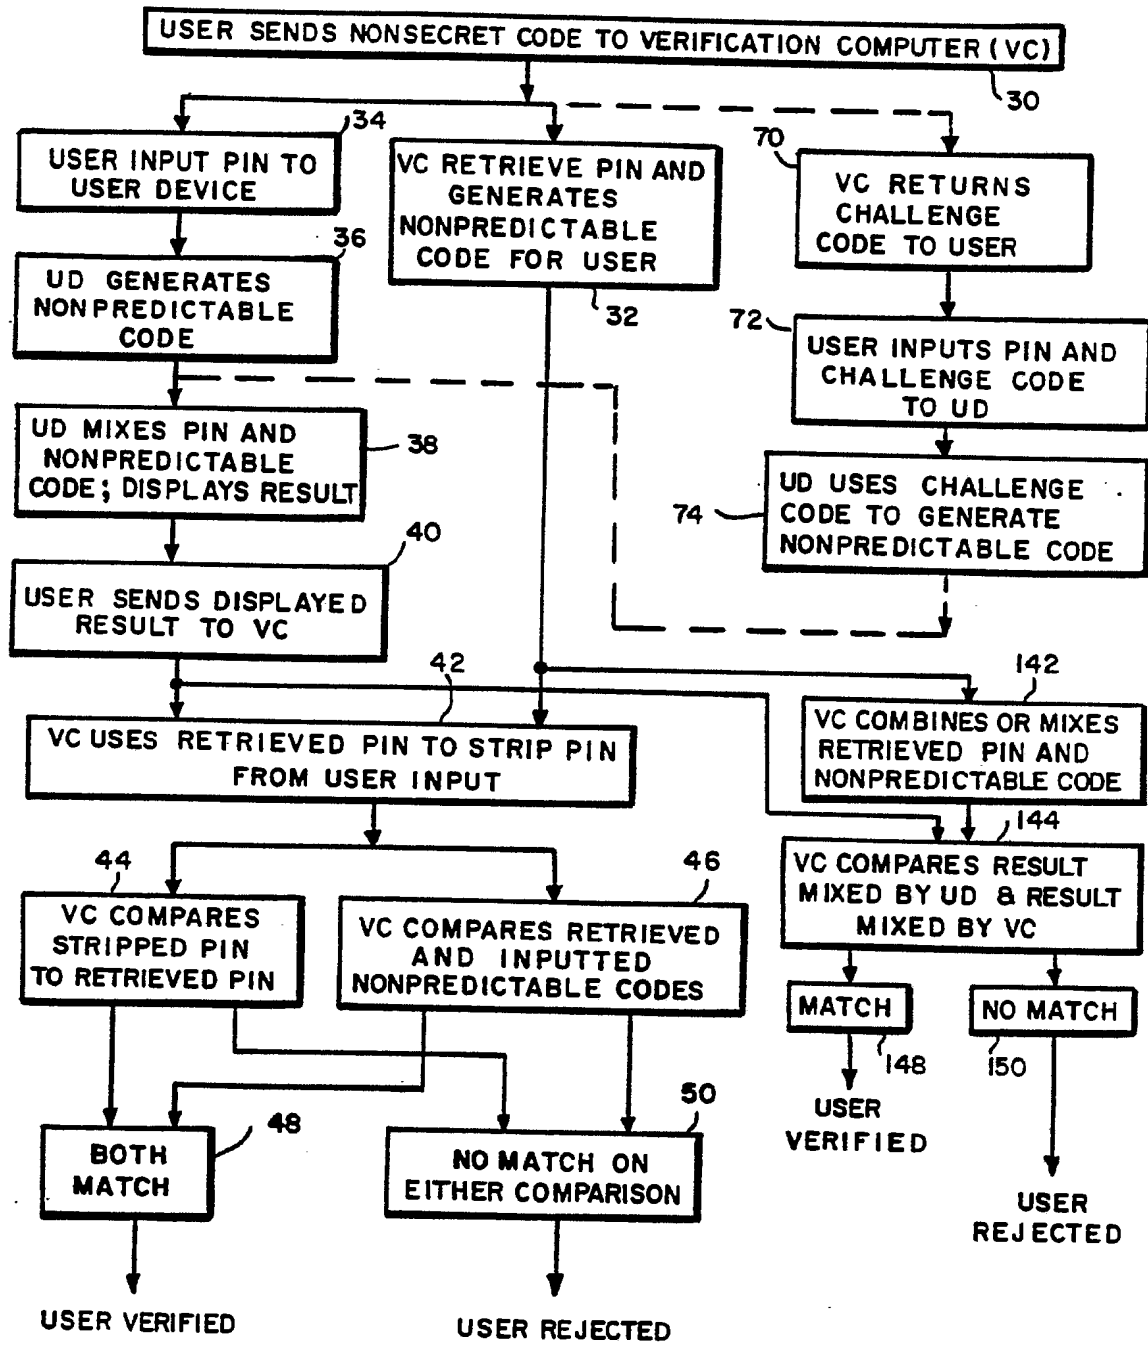 USER SENDS NONSECRET CODE TO VERIFICATION COMPUTER (VC)
30
34
USER INPUT PIN TO
USER DEVICE
VC RETRIEVE PIN AND
GENERATES
NONPREDICTABLE
CODE FOR USER
32
70
VC RETURNS
CHALLENGE
CODE TO USER
36
UD GENERATES
NONPREDICTABLE
CODE
72
USER INPUTS PIN AND
CHALLENGE CODE
TO UD
38
UD MIXES PIN AND
NONPREDICTABLE
CODE; DISPLAYS RESULT
74
UD USES CHALLENGE
CODE TO GENERATE
NONPREDICTABLE CODE
40
USER SENDS DISPLAYED
RESULT TO VC
42
VC USES RETRIEVED PIN TO STRIP PIN
FROM USER INPUT
142
VC COMBINES OR MIXES
RETRIEVED PIN AND
NONPREDICTABLE CODE
144
VC COMPARES RESULT
MIXED BY UD & RESULT
MIXED BY VC
44
VC COMPARES
STRIPPED PIN
TO RETRIEVED PIN
46
VC COMPARES RETRIEVED
AND INPUTTED
NONPREDICTABLE CODES
MATCH
148
NO MATCH
150
USER
VERIFIED
USER
REJECTED
48
BOTH
MATCH
50
NO MATCH ON
EITHER COMPARISON
USER VERIFIED
USER REJECTED